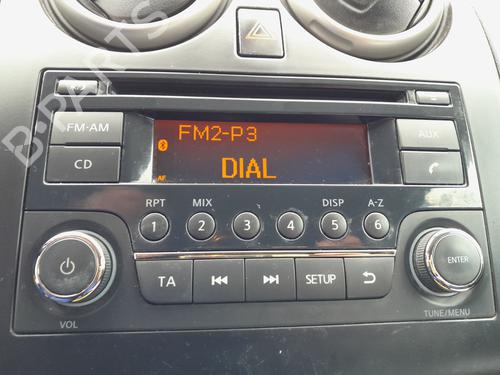 B-PARTS
FM2-P3
DIAL
AF
FM-AM
AUX
CD
RPT MIX DISP A-Z
1 2 3 4 5 6
TA SETUP ENTER
VOL TUNE/MENU